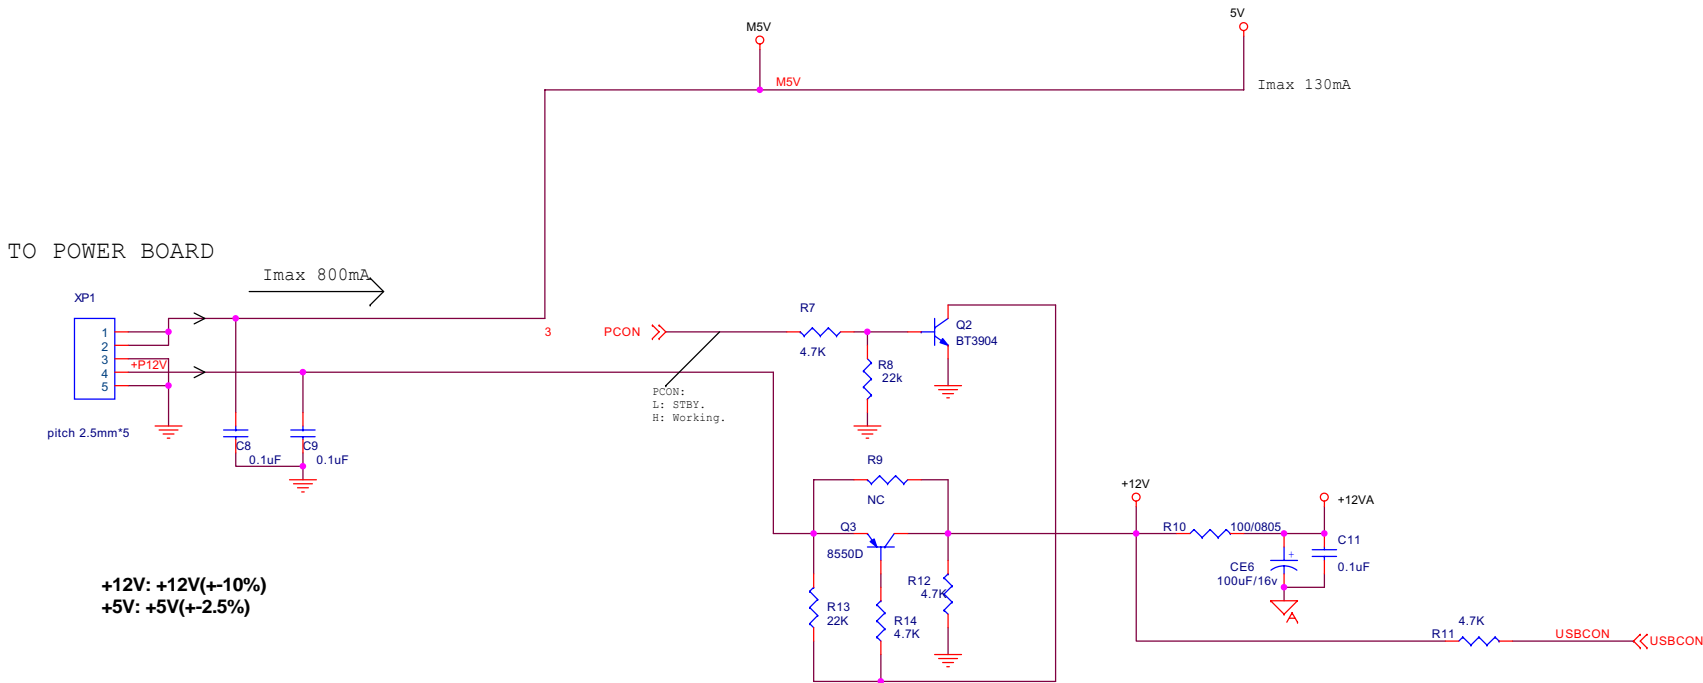 M5V
5V
M5V
Imax 130mA
TO POWER BOARD
Imax 800mA
XP1
1
2
3
4
5
+P12V
pitch 2.5mm*5
C8
0.1uF
C9
0.1uF
3
PCON
R7
4.7K
Q2
BT3904
R8
22k
PCON:
L: STBY.
H: Working.
R9
NC
Q3
8550D
+12V
+12VA
R10
100/0805
C11
0.1uF
+
CE6
100uF/16v
A
R12
4.7K
R13
22K
R14
4.7K
4.7K
R11
USBCON
USBCON
+12V: +12V(+-10%)
+5V: +5V(+-2.5%)